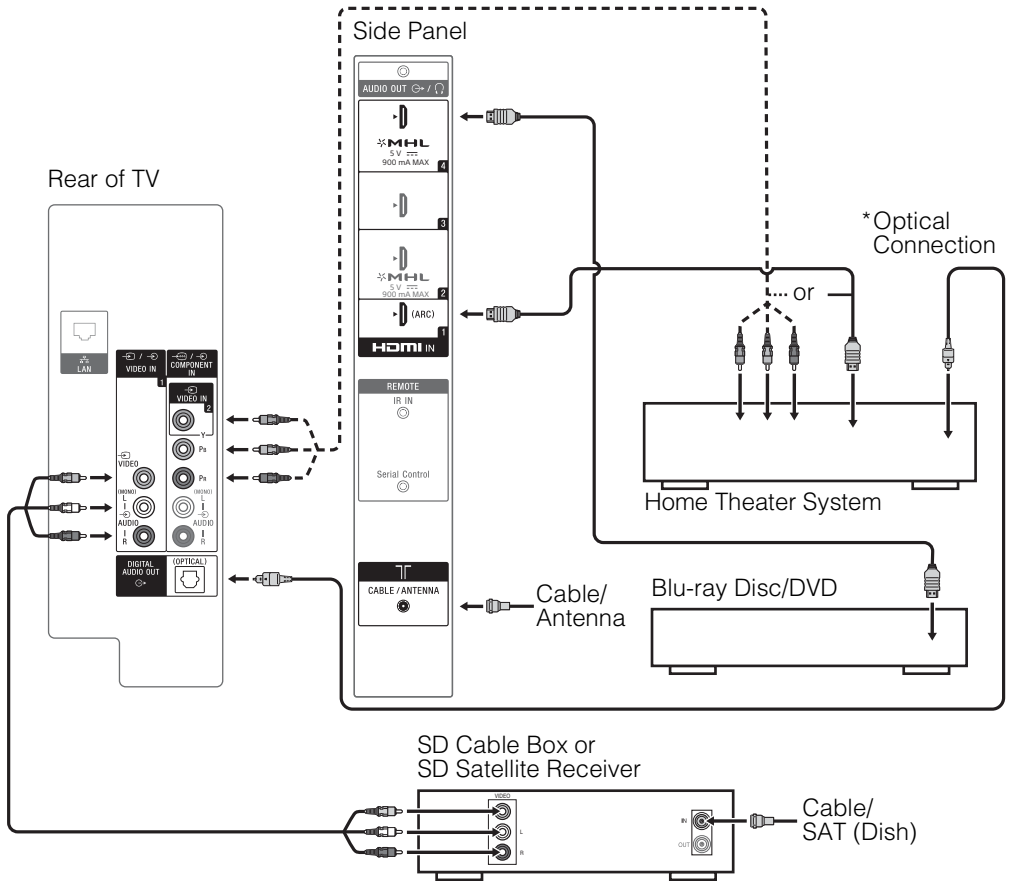 Side Panel
AUDIO OUT /
MHL
5 V
900 mA MAX
4
3
MHL
5 V
900 mA MAX
2
(ARC)
1
HDMI IN
REMOTE
IR IN
Serial Control
CABLE / ANTENNA
Cable/
Antenna
Rear of TV
LAN
/
VIDEO IN
1
/
COMPONENT
IN
VIDEO IN
2
Y
PB
PR
VIDEO
(MONO)
L
AUDIO
R
(MONO)
L
AUDIO
R
DIGITAL
AUDIO OUT
(OPTICAL)
*Optical
Connection
or
Home Theater System
Blu-ray Disc/DVD
SD Cable Box or
SD Satellite Receiver
VIDEO
L
R
IN
OUT
Cable/
SAT (Dish)